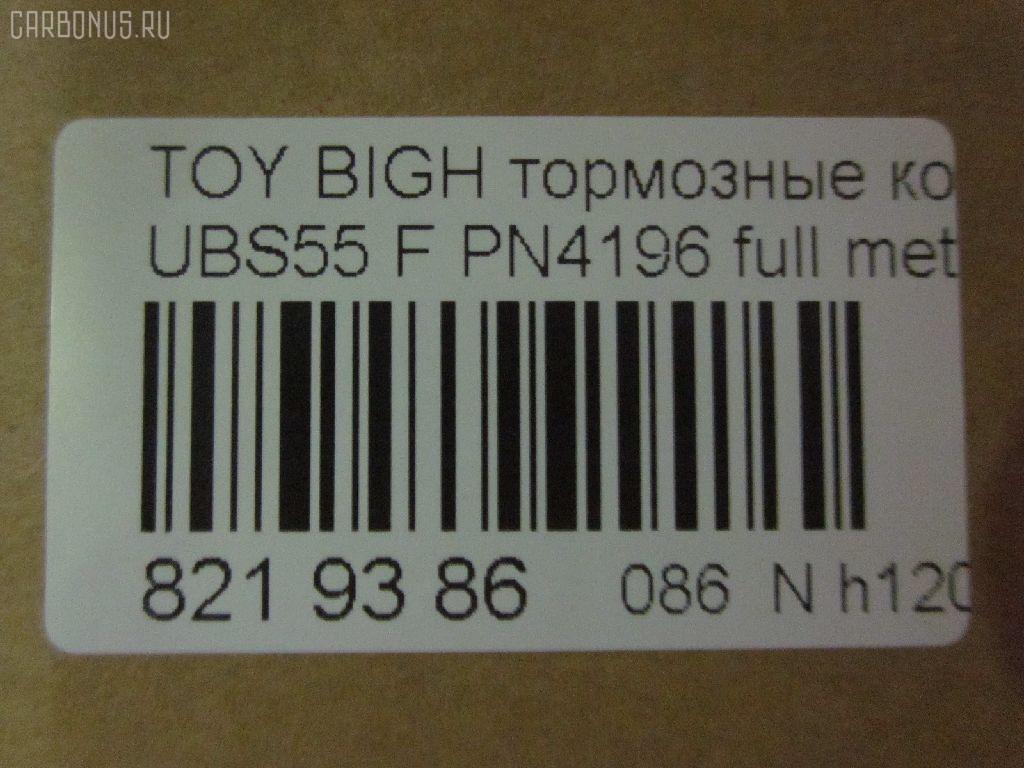 CARBONUS.RU
TOY BIGH тормозные ко
UBS55 F PN4196 full met
821 93 86 086 N h120